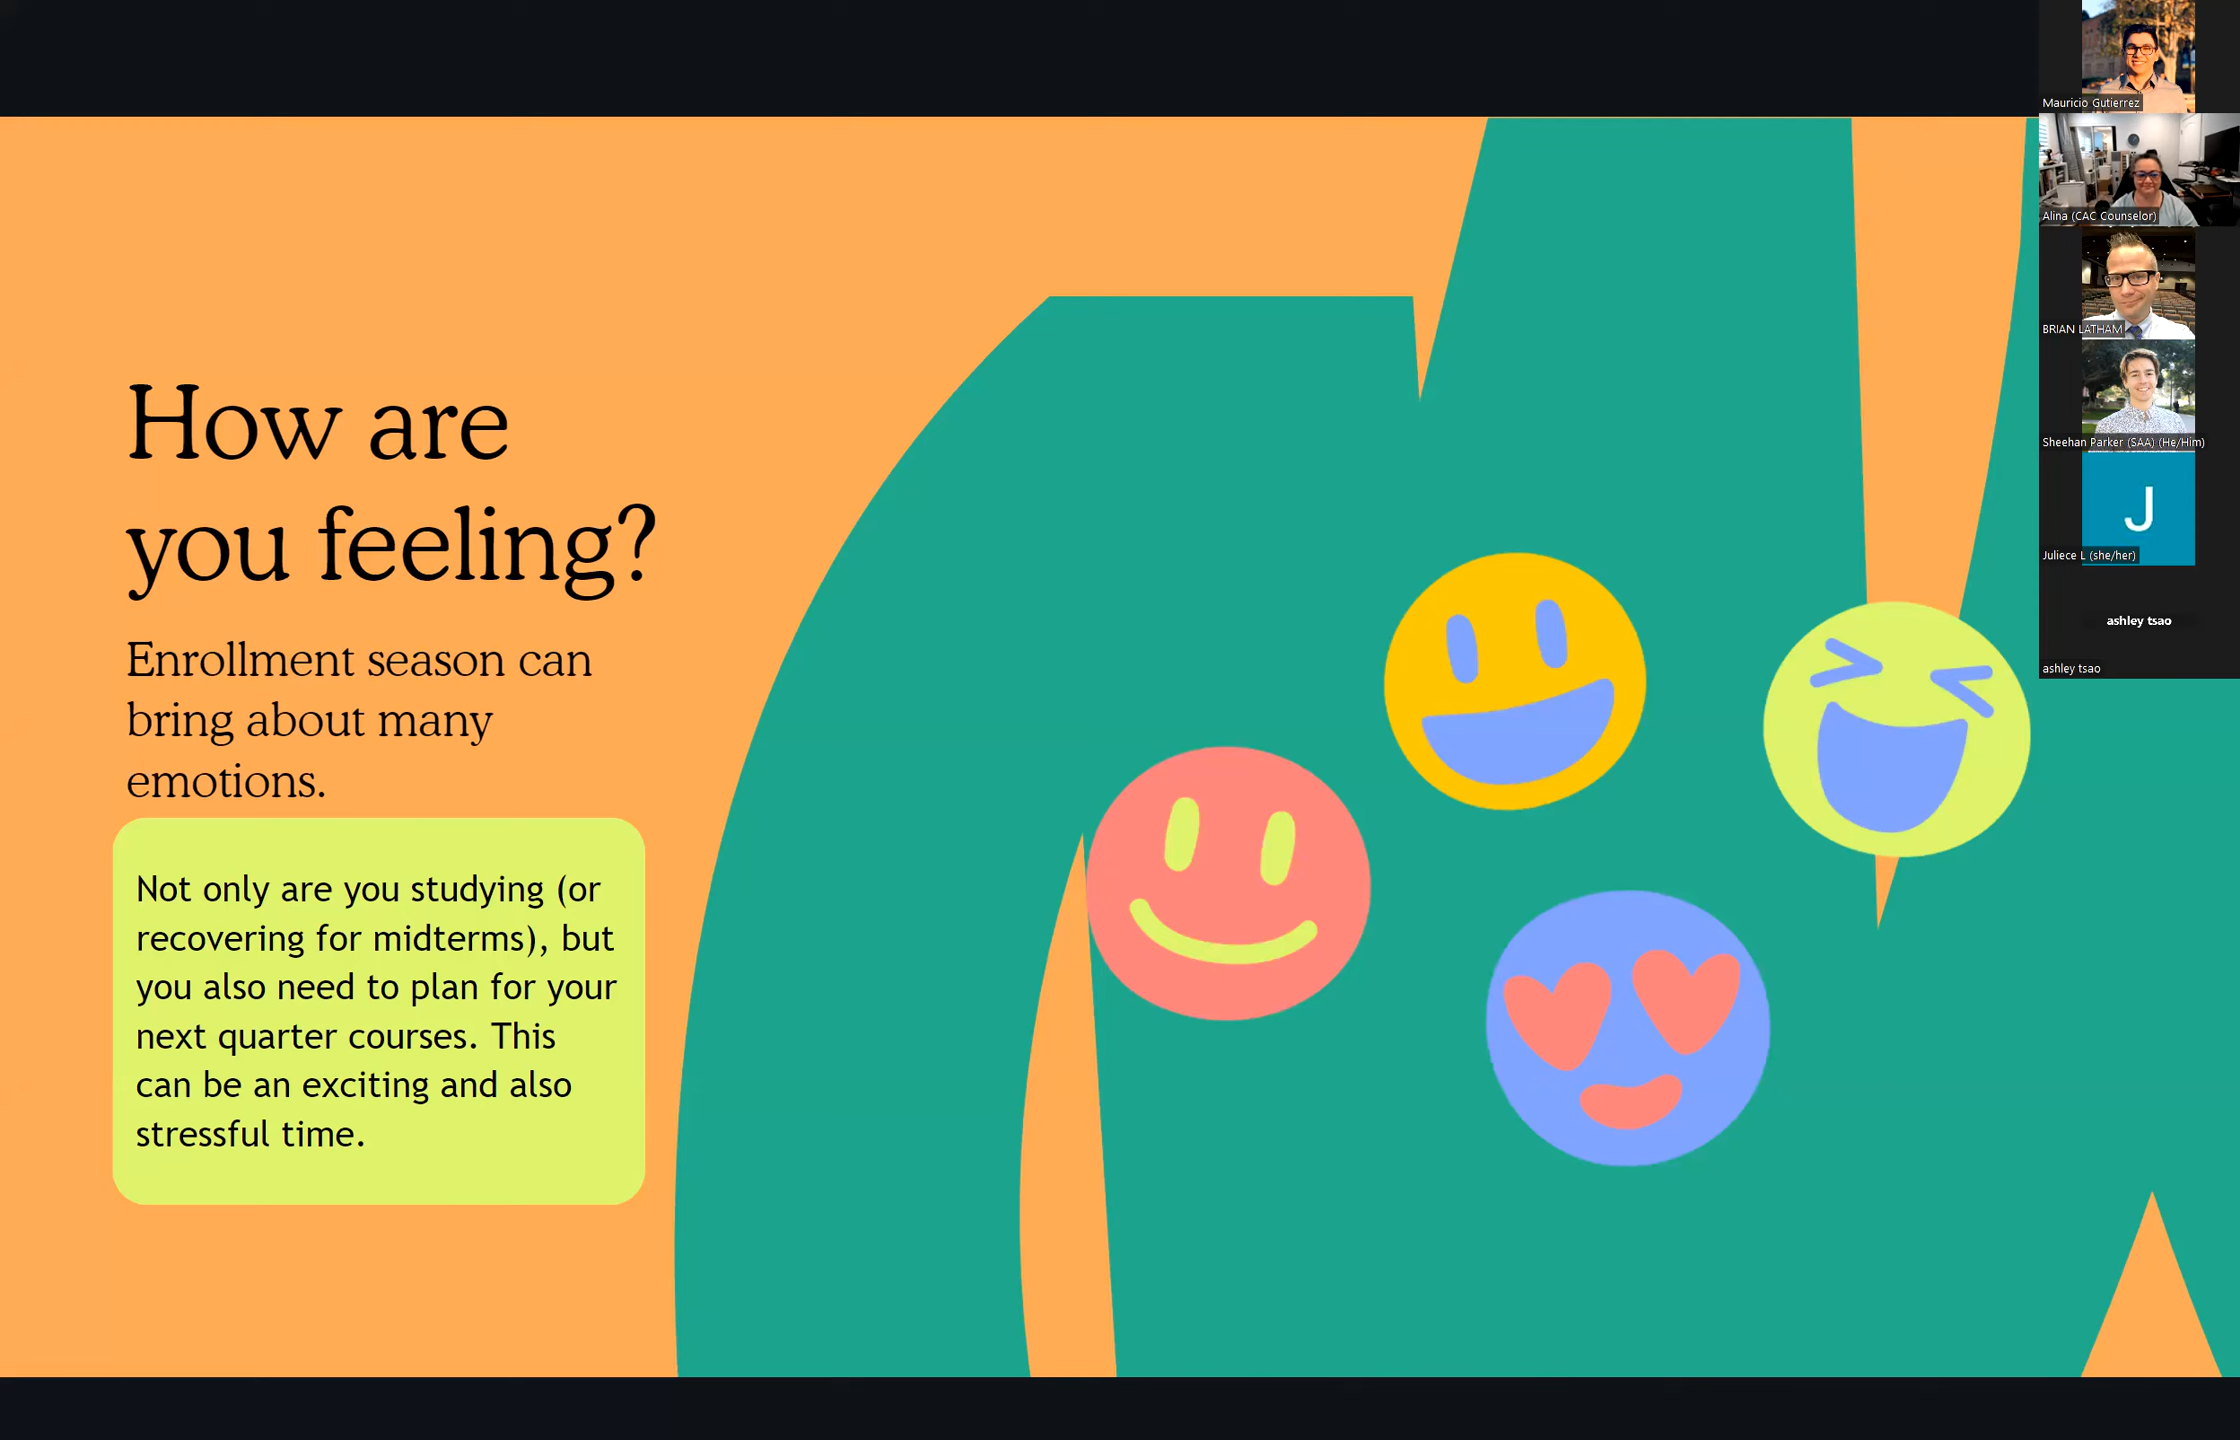 How are
you feeling?
Enrollment season can
bring about many
emotions.
Not only are you studying (or
recovering for midterms), but
you also need to plan for your
next quarter courses. This
can be an exciting and also
stressful time.
Mauricio Gutierrez
Alina (CAC Counselor)
BRIAN LATHAM
Sheehan Parker (SAA) (He/Him)
J
Juliece L (she/her)
ashley tsao
ashley tsao